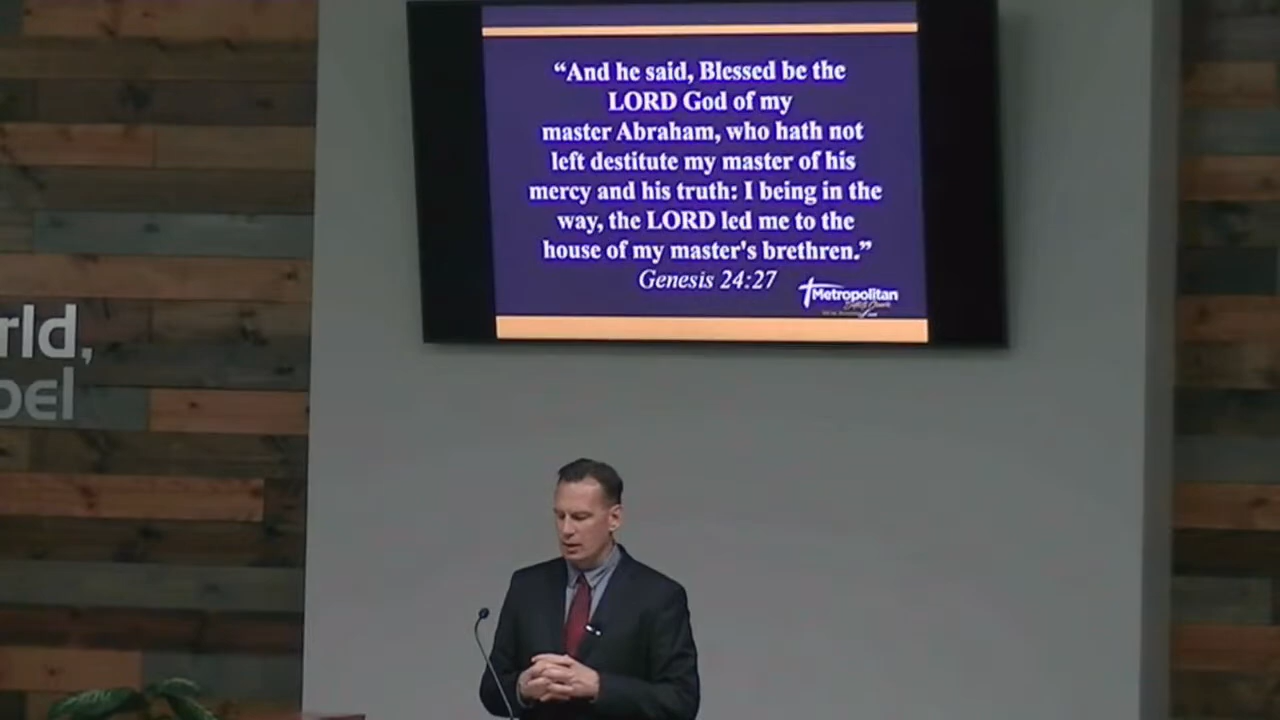 “And he said, Blessed be the
LORD God of my
master Abraham, who hath not
left destitute my master of his
mercy and his truth: I being in the
way, the LORD led me to the
house of my master's brethren.”
Genesis 24:27
Metropolitan
rld,
pel